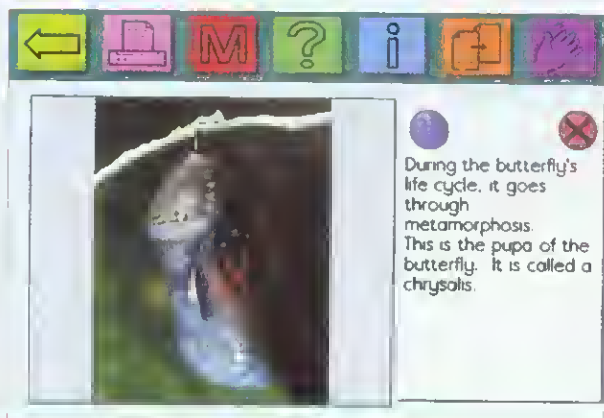 M ? i
During the butterfly's
life cycle, it goes
through
metamorphosis.
This is the pupa of the
butterfly. It is called a
chrysalis.